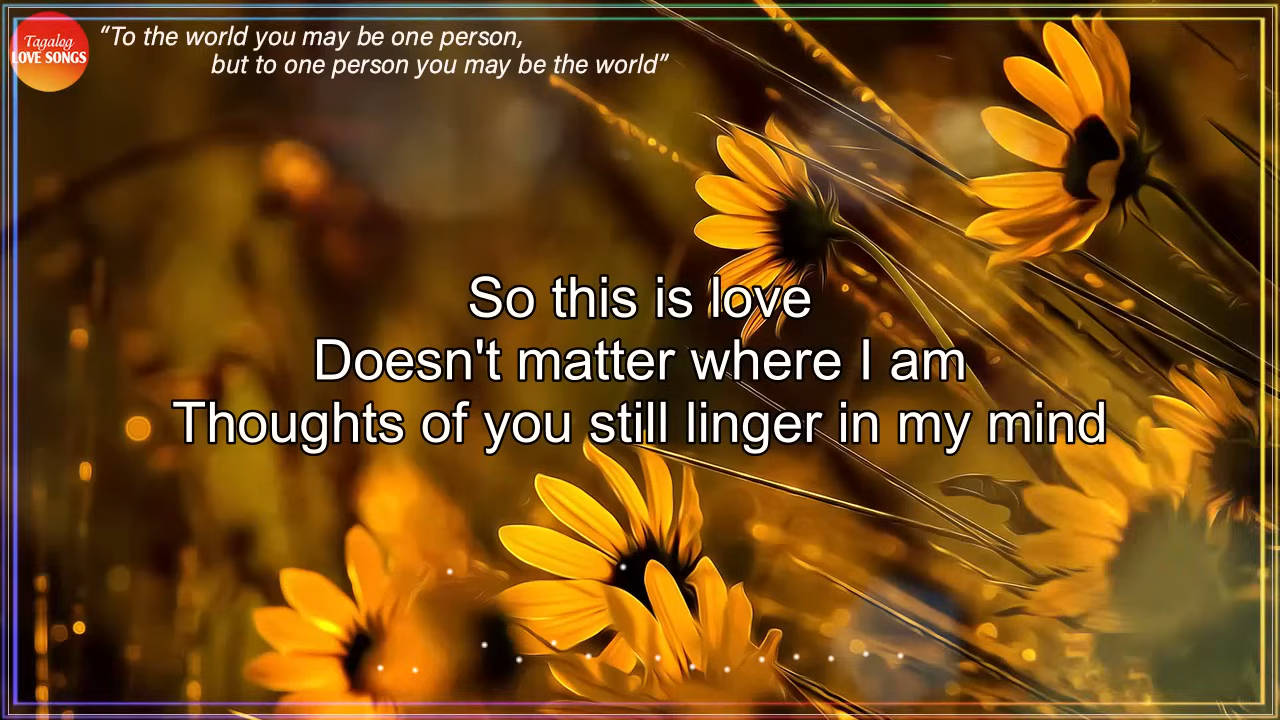 Tagalog
LOVE SONGS
“To the world you may be one person,
but to one person you may be the world”
So this is love
Doesn't matter where I am
Thoughts of you still linger in my mind